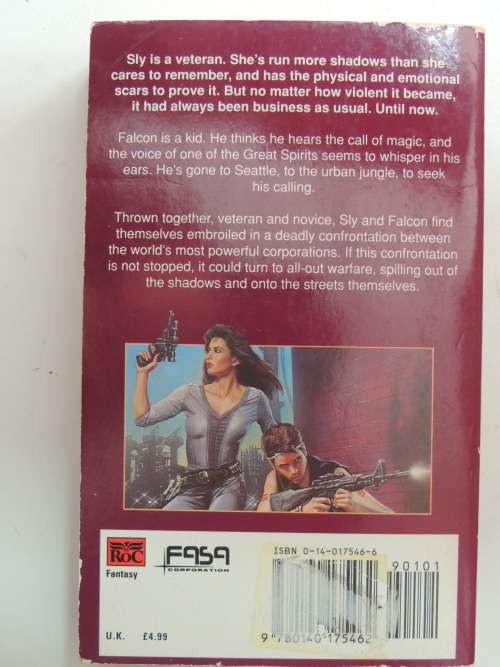 Sly is a veteran. She's run more shadows than she
cares to remember, and has the physical and emotional
scars to prove it. But no matter how violent it became,
it had always been business as usual. Until now.
Falcon is a kid. He thinks he hears the call of magic, and
the voice of one of the Great Spirits seems to whisper in his
ears. He's gone to Seattle, to the urban jungle, to seek
his calling.
Thrown together, veteran and novice, Sly and Falcon find
themselves embroiled in a deadly confrontation between
the world's most powerful corporations. If this confrontation
is not stopped, it could turn to all-out warfare, spilling out of
the shadows and onto the streets themselves.
ROC
Fantasy
FASA
CORPORATION
U.K. £4.99
ISBN 0-14-017546-6
90101
9 780140 175462